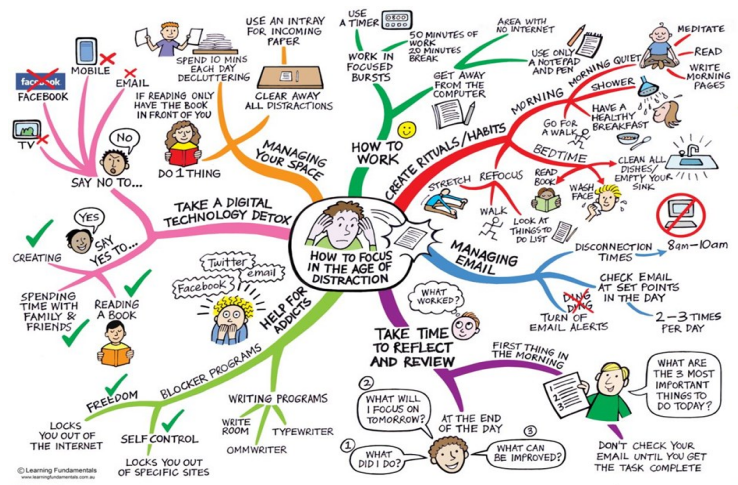 HOW TO FOCUS
IN THE AGE OF
DISTRACTION
MANAGING
YOUR SPACE
USE AN INTRAY
FOR INCOMING
PAPER
CLEAR AWAY
ALL DISTRACTIONS
SPEND 10 MINS
EACH DAY
DECLUTTERING
IF READING ONLY
HAVE THE BOOK
IN FRONT OF YOU
DO 1 THING
HOW TO
WORK
USE
A TIMER
50 MINUTES OF
WORK
20 MINUTES
BREAK
WORK IN
FOCUSED
BURSTS
AREA WITH
NO INTERNET
USE ONLY
A NOTEPAD
AND PEN
GET AWAY
FROM THE
COMPUTER
CREATE RITUALS/HABITS
MORNING
MORNING QUIET
MEDITATE
READ
WRITE
MORNING
PAGES
SHOWER
HAVE A
HEALTHY
BREAKFAST
GO FOR
A WALK
BEDTIME
CLEAN ALL
DISHES/
EMPTY YOUR
SINK
READ
BOOK
WASH
FACE
REFOCUS
STRETCH
WALK
LOOK AT
THINGS TO
DO LIST
MANAGING
EMAIL
DISCONNECTION
TIMES
8am-10am
CHECK EMAIL
AT SET POINTS
IN THE DAY
2-3 TIMES
PER DAY
DING
DING
TURN OF
EMAIL ALERTS
TAKE TIME
TO REFLECT
AND REVIEW
WHAT
WORKED?
FIRST THING IN
THE MORNING
1
2
3
WHAT ARE
THE 3 MOST
IMPORTANT
THINGS TO
DO TODAY?
DON'T CHECK YOUR
EMAIL UNTIL YOU GET
THE TASK COMPLETE
AT THE END
OF THE DAY
1
WHAT
DID I DO?
2
WHAT WILL
I FOCUS ON
TOMORROW?
3
WHAT CAN
BE IMPROVED?
HELP FOR
ADDICTS
Twitter
email
Facebook
BLOCKER PROGRAMS
FREEDOM
LOCKS
YOU OUT OF
THE INTERNET
SELF CONTROL
LOCKS YOU OUT
OF SPECIFIC SITES
WRITING PROGRAMS
WRITE
ROOM
OMMWRITER
TYPEWRITER
TAKE A DIGITAL
TECHNOLOGY DETOX
SAY NO TO...
NO
TV
facebook
FACEBOOK
MOBILE
EMAIL
SAY
YES TO...
YES
CREATING
SPENDING
TIME WITH
FAMILY &
FRIENDS
READING
A BOOK
© Learning Fundamentals
www.learningfundamentals.com.au